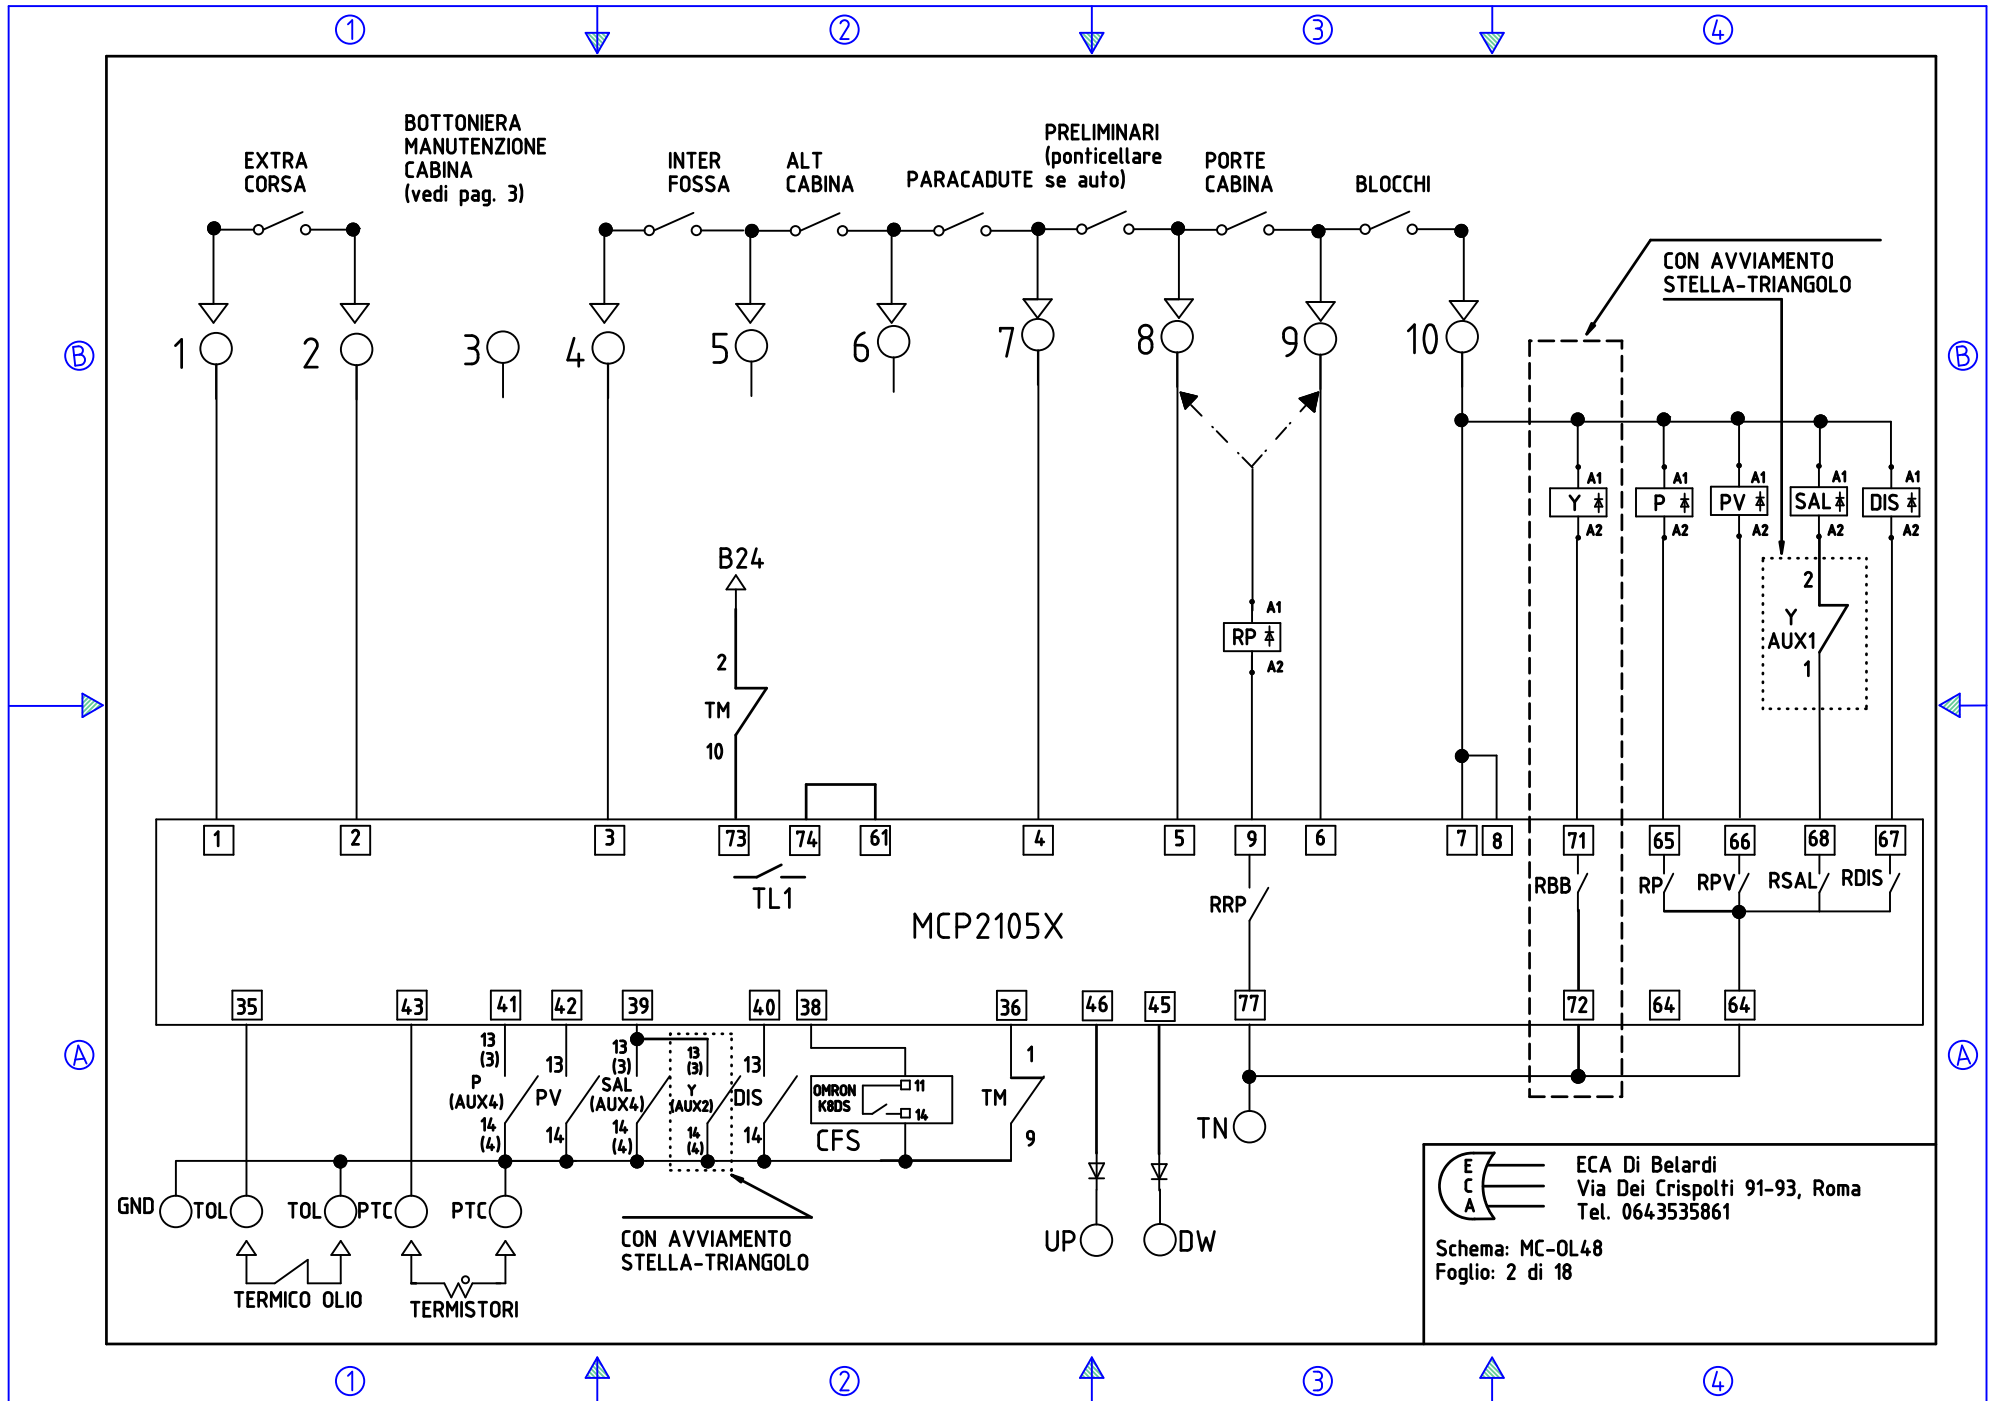 1 2 3 4
EXTRA
CORSA
BOTTONIERA
MANUTENZIONE
CABINA
(vedi pag. 3)
INTER
FOSSA
ALT
CABINA
PARACADUTE
PRELIMINARI
(ponticellare
se auto)
PORTE
CABINA
BLOCCHI
CON AVVIAMENTO
STELLA-TRIANGOLO
1 2 3 4 5 6 7 8 9 10
B B
A1 A1 A1 A1 A1
Y P PV SAL DIS
A2 A2 A2 A2 A2
B24
2
TM
10
A1
RP
A2
2
Y
AUX1
1
1 2 3 73 74 61 4 5 9 6 7 8 71 65 66 68 67
TL1
RRP
RBB RP RPV RSAL RDIS
MCP2105X
35 43 41 42 39 40 38 36 46 45 77 72 64 64
A A
13
(3)
P
(AUX4)
14
(4)
13
PV
14
13
(3)
SAL
(AUX4)
14
(4)
13
(3)
Y
(AUX2)
14
(4)
13
DIS
14
OMRON
K8DS
11
14
CFS
1
TM
9
TN
GND TOL TOL PTC PTC
UP DW
CON AVVIAMENTO
STELLA-TRIANGOLO
TERMICO OLIO
TERMISTORI
E
C
A
ECA Di Belardi
Via Dei Crispolti 91-93, Roma
Tel. 0643535861
Schema: MC-OL48
Foglio: 2 di 18
1 2 3 4